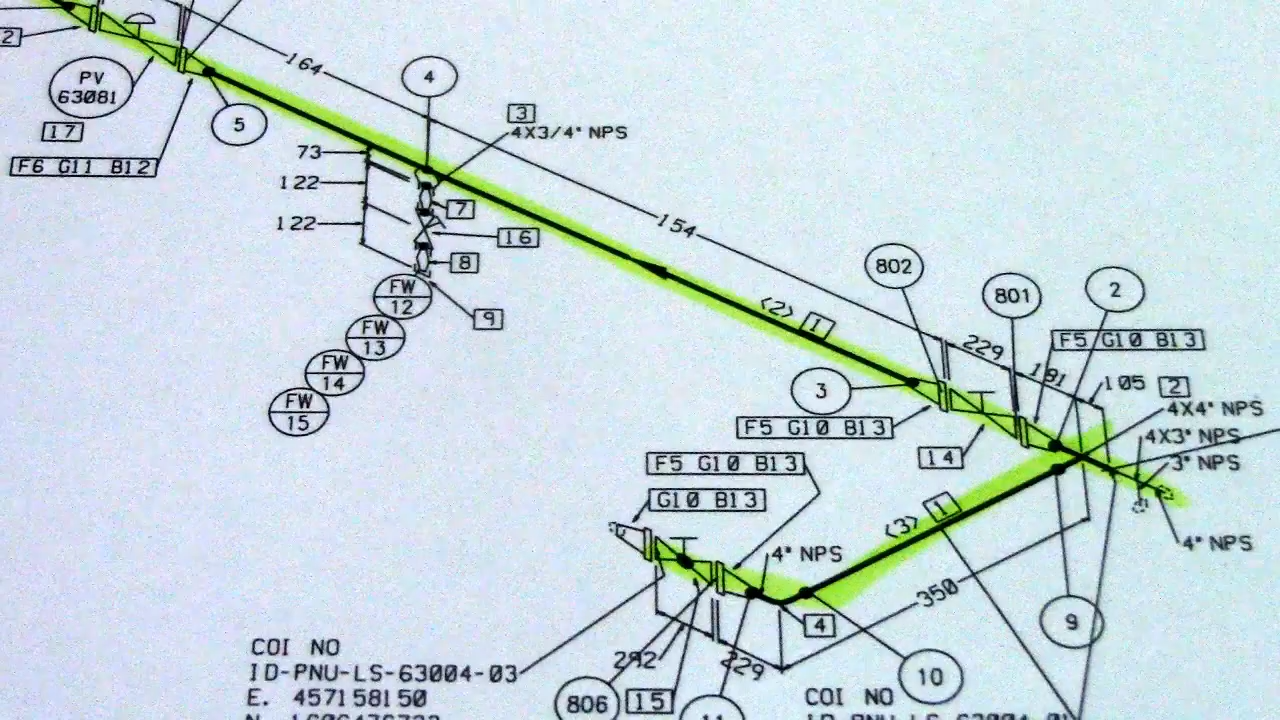 2
PV
63081
17
F6 G11 B12
5
164
4
3
4X3/4" NPS
73
122
122
7
16
8
9
FW
12
FW
13
FW
14
FW
15
154
802
801
2
<2> 1
F5 G10 B13
229
181
105
2
4X4" NPS
4X3" NPS
3" NPS
4" NPS
3
F5 G10 B13
14
F5 G10 B13
G10 B13
4" NPS
<3> 1
350
9
4
10
292
229
806
15
11
COI NO
ID-PNU-LS-63004-03
E. 457158150
COI NO